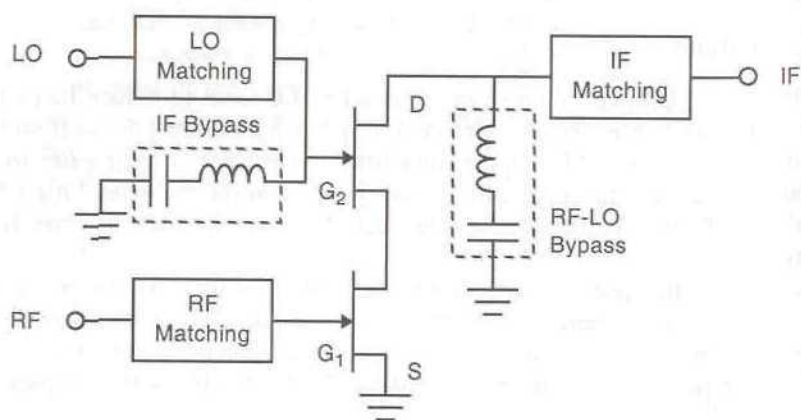 LO
LO
Matching
IF Bypass
G2
D
IF
Matching
IF
RF-LO
Bypass
RF
RF
Matching
G1
S